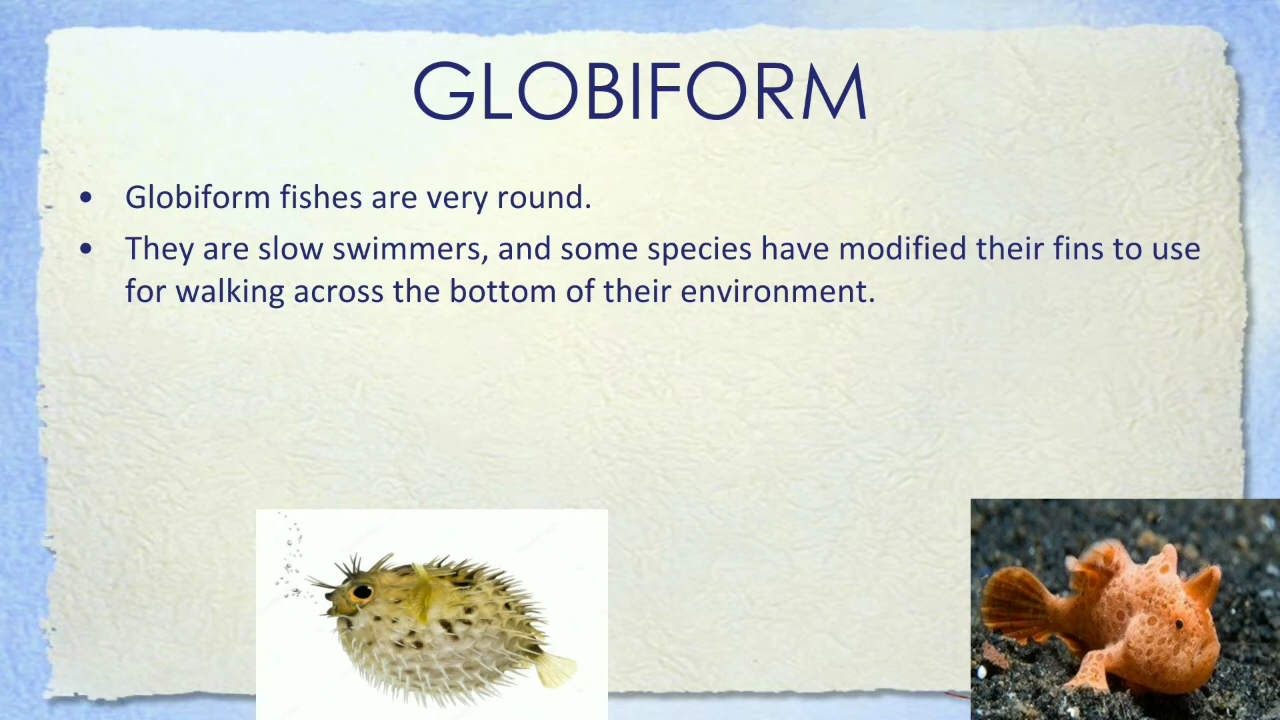 GLOBIFORM
• Globiform fishes are very round.
• They are slow swimmers, and some species have modified their fins to use
for walking across the bottom of their environment.